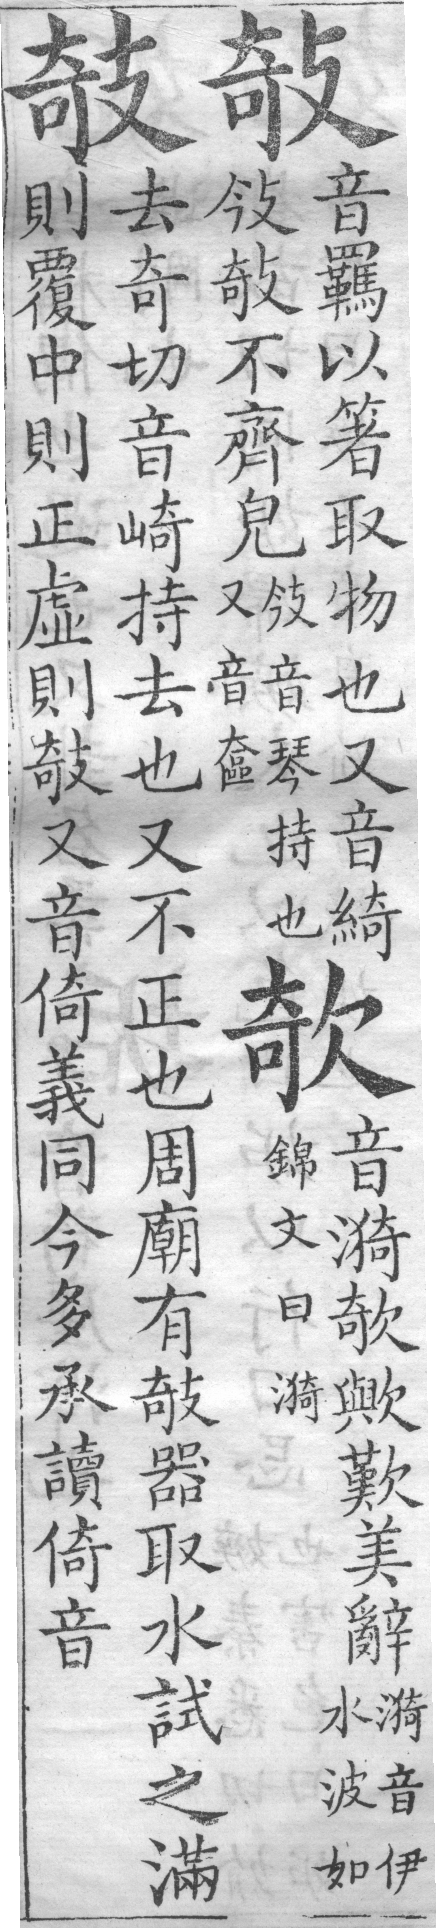 敧
音羈以箸取物也又音綺
㪁敧不齊皃㪁音琴持也
又音奩
欹
音漪欹歟歎美辭漪音伊
水波如
錦文曰漪
攲
去奇切音崎持去也又不正也周廟有攲器取水試之滿
則覆中則正虛則攲又音倚義同今多承讀倚音